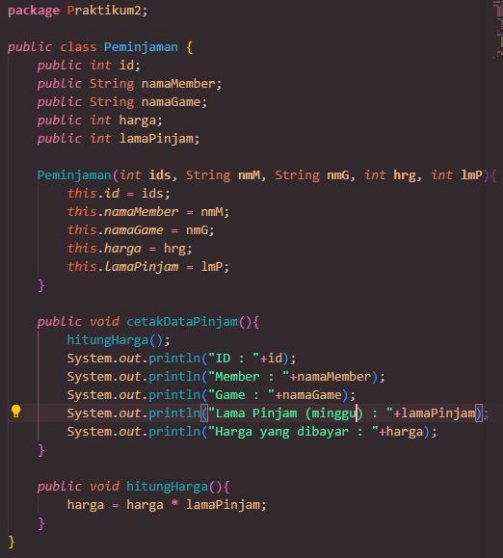 package Praktikum2;
public class Peminjaman {
public int id;
public String namaMember;
public String namaGame;
public int harga;
public int lamaPinjam;
Peminjaman(int ids, String nmM, String nmG, int hrg, int lmP){
this.id = ids;
this.namaMember = nmM;
this.namaGame = nmG;
this.harga = hrg;
this.lamaPinjam = lmP;
}
public void cetakDataPinjam(){
hitungHarga();
System.out.println("ID : "+id);
System.out.println("Member : "+namaMember);
System.out.println("Game : "+namaGame);
System.out.println("Lama Pinjam (minggu) : "+lamaPinjam);
System.out.println("Harga yang dibayar : "+harga);
}
public void hitungHarga(){
harga = harga * lamaPinjam;
}
}